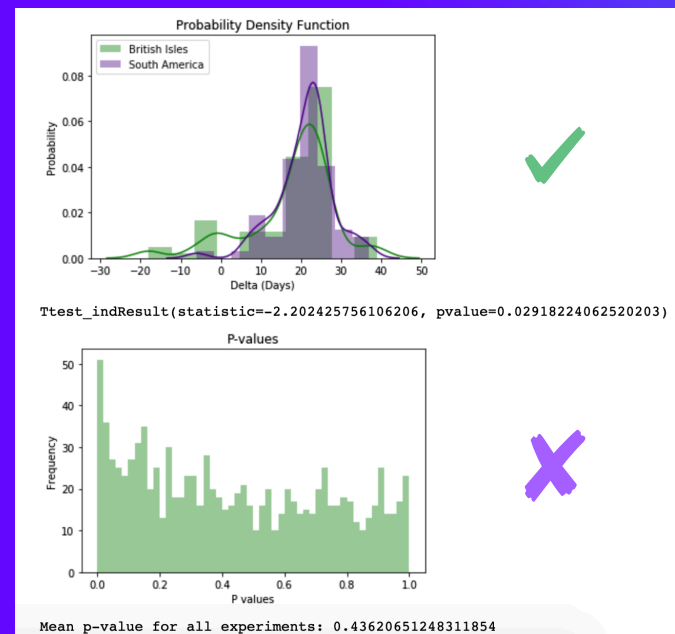 Probability Density Function
British Isles
South America
0.08
0.06
0.04
0.02
0.00
Probability
−30 −20 −10 0 10 20 30 40 50
Delta (Days)
Ttest_indResult(statistic=-2.202425756106206, pvalue=0.02918224062520203)
P-values
50
40
30
20
10
0
Frequency
0.0 0.2 0.4 0.6 0.8 1.0
P values
Mean p-value for all experiments: 0.43620651248311854